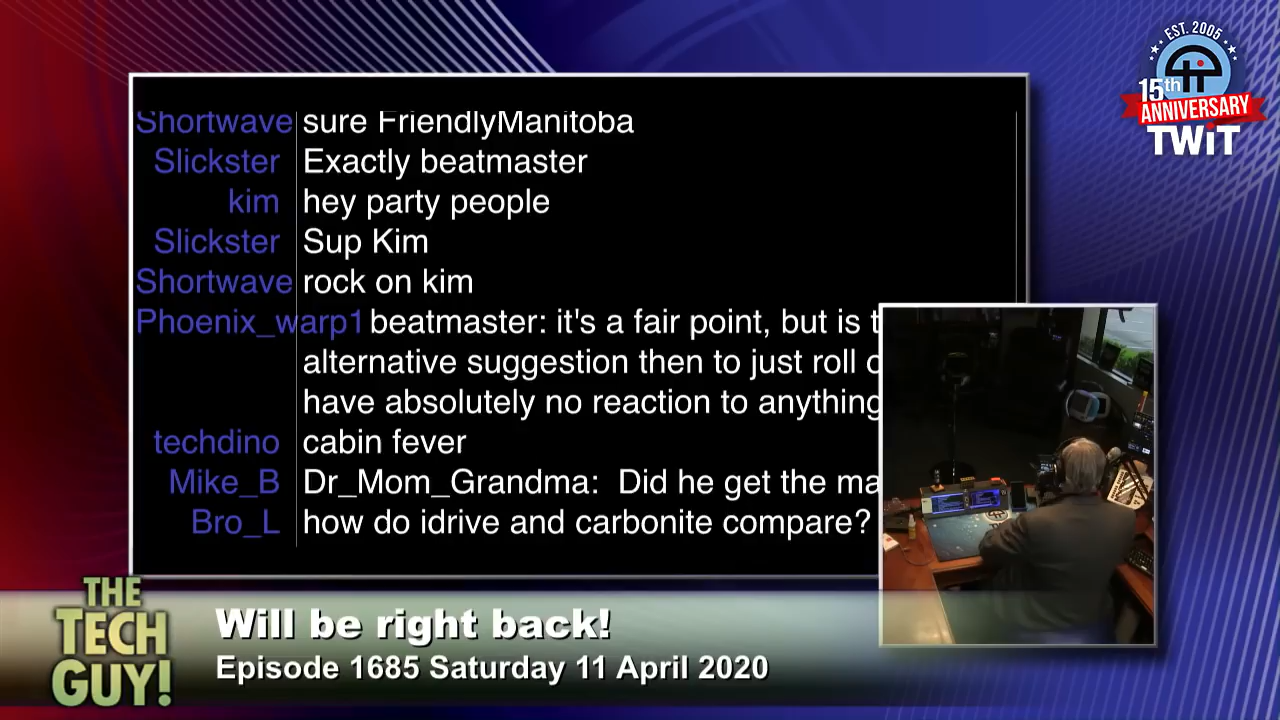 EST. 2005
15th
ANNIVERSARY
TWiT
Shortwave sure FriendlyManitoba
Slickster Exactly beatmaster
kim hey party people
Slickster Sup Kim
Shortwave rock on kim
Phoenix_warp1 beatmaster: it's a fair point, but is t
alternative suggestion then to just roll
have absolutely no reaction to anything
techdino cabin fever
Mike_B Dr_Mom_Grandma: Did he get the ma
Bro_L how do idrive and carbonite compare?
THE
TECH
GUY!
Will be right back!
Episode 1685 Saturday 11 April 2020